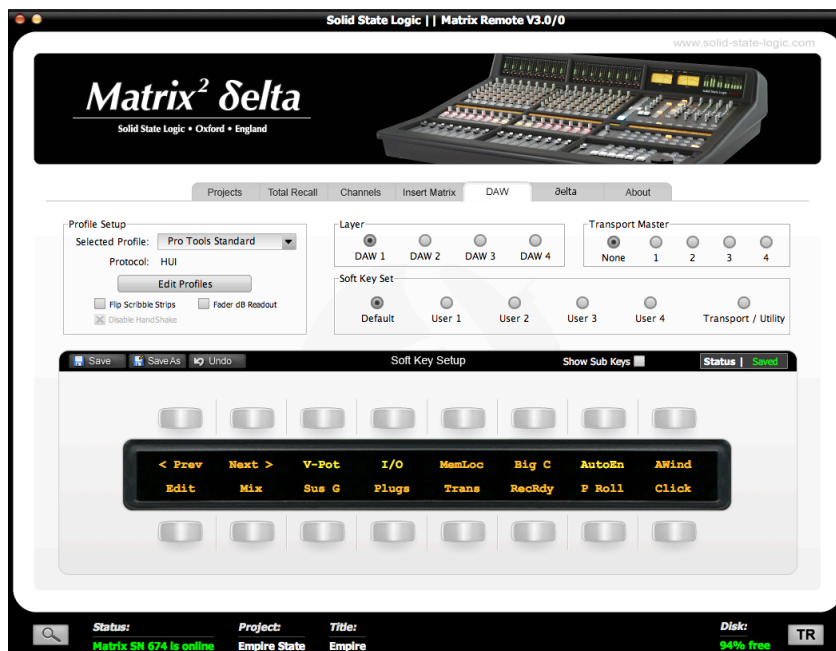 Solid State Logic || Matrix Remote V3.0/0
www.solid-state-logic.com
Matrix² δelta
Solid State Logic • Oxford • England
Projects Total Recall Channels Insert Matrix DAW ∂elta About
Profile Setup
Selected Profile: Pro Tools Standard
Protocol: HUI
Edit Profiles
Flip Scribble Strips Fader dB Readout
Disable HandShake
Layer
DAW 1 DAW 2 DAW 3 DAW 4
Transport Master
None 1 2 3 4
Soft Key Set
Default User 1 User 2 User 3 User 4 Transport / Utility
Save Save As Undo Soft Key Setup Show Sub Keys Status | Saved
< Prev Next > V-Pot I/O MemLoc Big C AutoEn AWind
Edit Mix Sus G Plugs Trans RecRdy P Roll Click
Status: Project: Title: Disk:
Matrix SN 674 is online Empire State Empire 94% free
TR